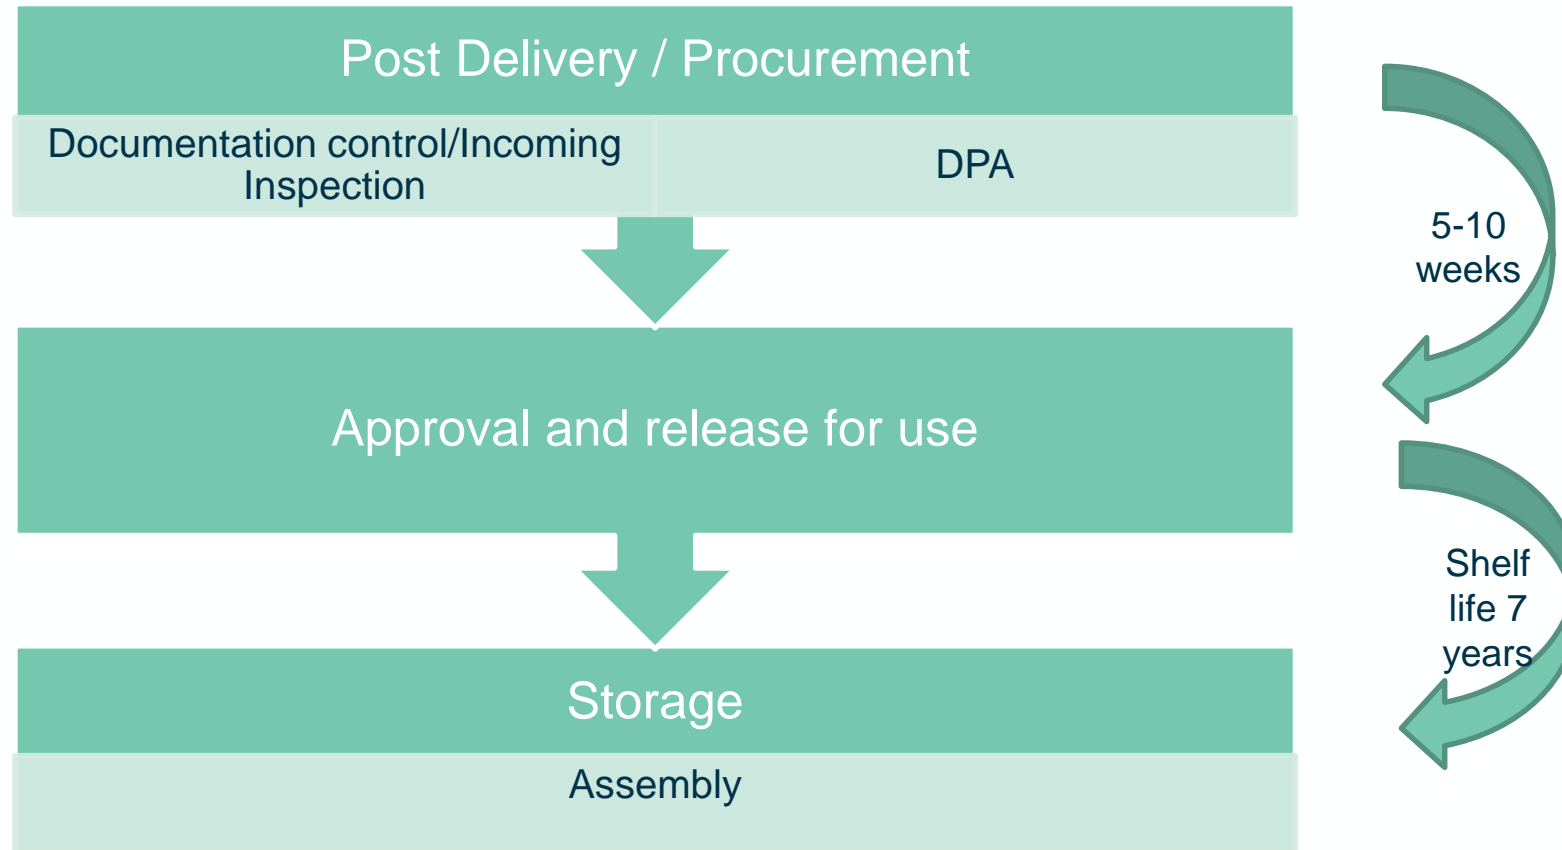 Post Delivery / Procurement
Documentation control/Incoming
Inspection
DPA
5-10
weeks
Approval and release for use
Shelf
life 7
years
Storage
Assembly